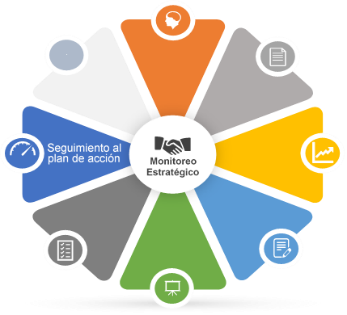 Seguimiento al
plan de acción
Monitoreo
Estratégico